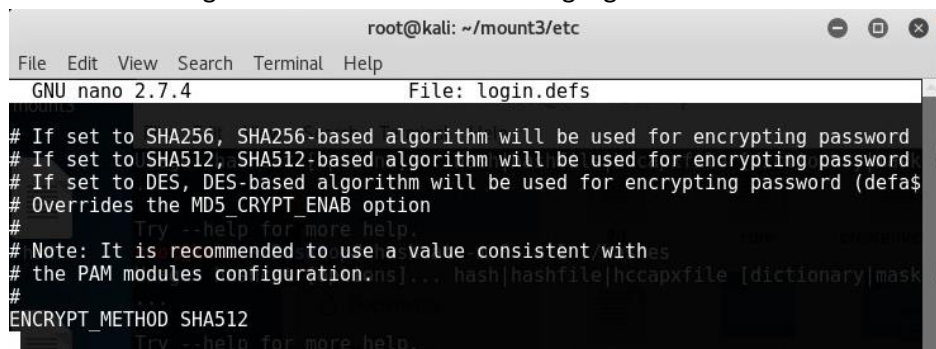 root@kali: ~/mount3/etc
File Edit View Search Terminal Help
GNU nano 2.7.4 File: login.defs
# If set to SHA256, SHA256-based algorithm will be used for encrypting password
# If set to SHA512, SHA512-based algorithm will be used for encrypting password
# If set to DES, DES-based algorithm will be used for encrypting password (defa$
# Overrides the MD5_CRYPT_ENAB option
#
# Note: It is recommended to use a value consistent with
# the PAM modules configuration.
#
ENCRYPT_METHOD SHA512